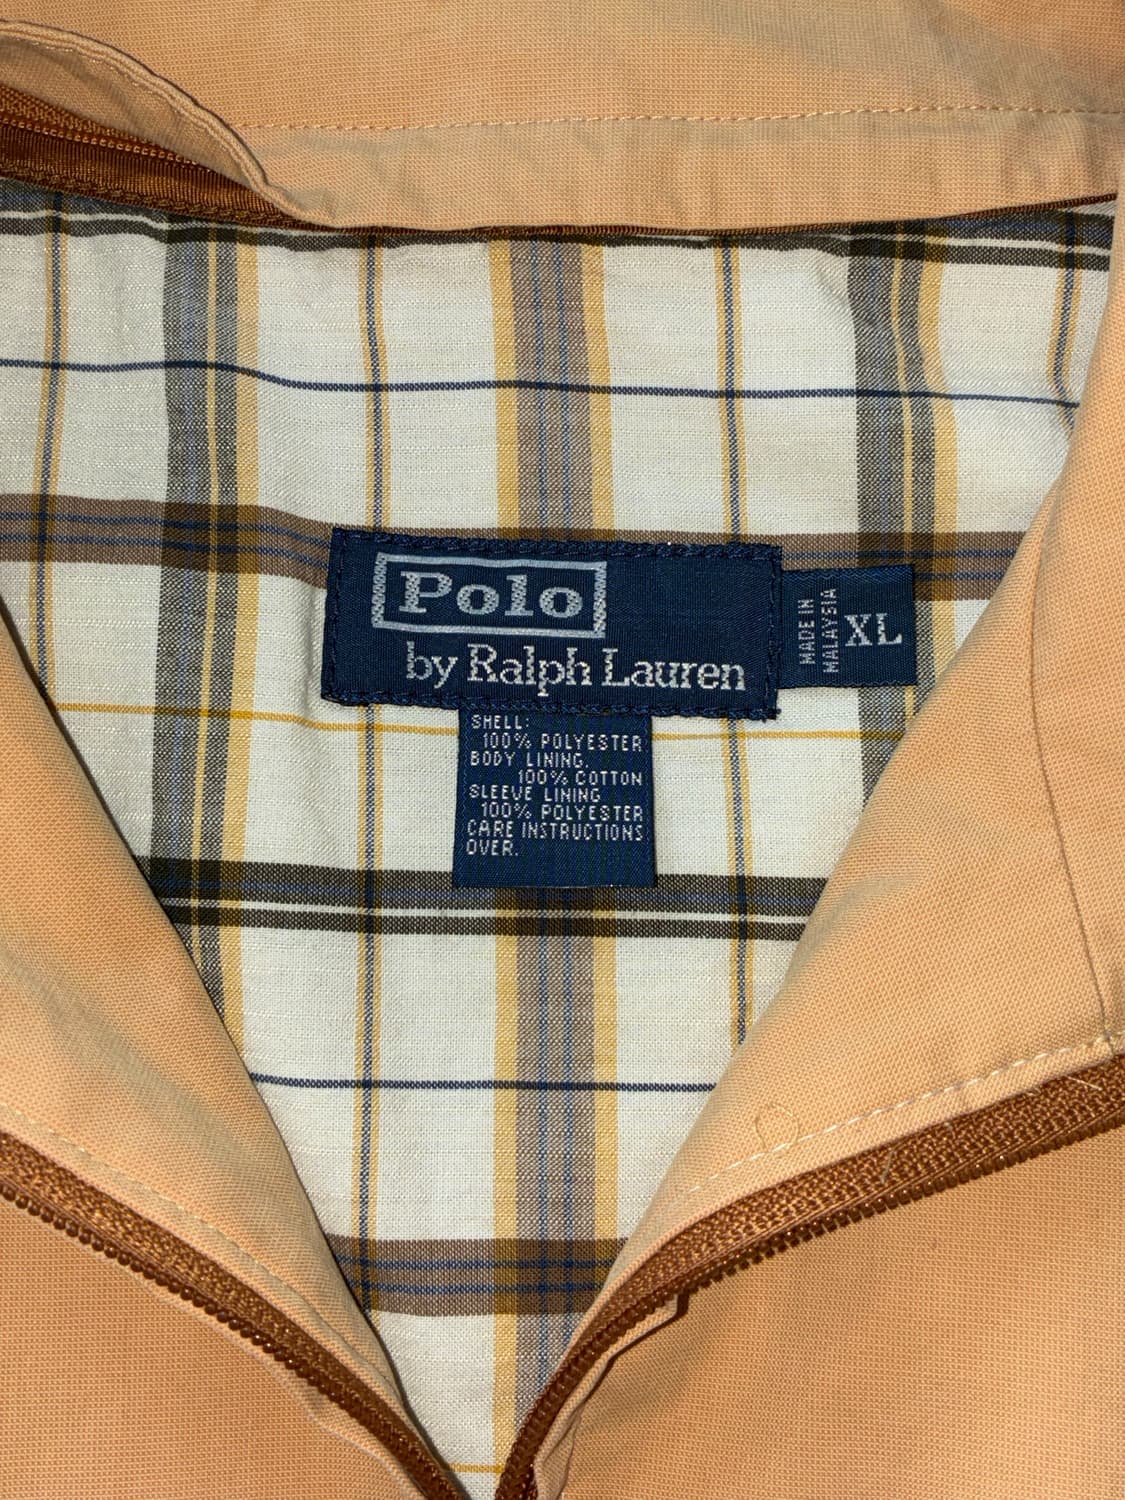 Polo
by Ralph Lauren
MADE IN
MALAYSIA
XL
SHELL:
100% POLYESTER
BODY LINING.
100% COTTON
SLEEVE LINING
100% POLYESTER
CARE INSTRUCTIONS
OVER.